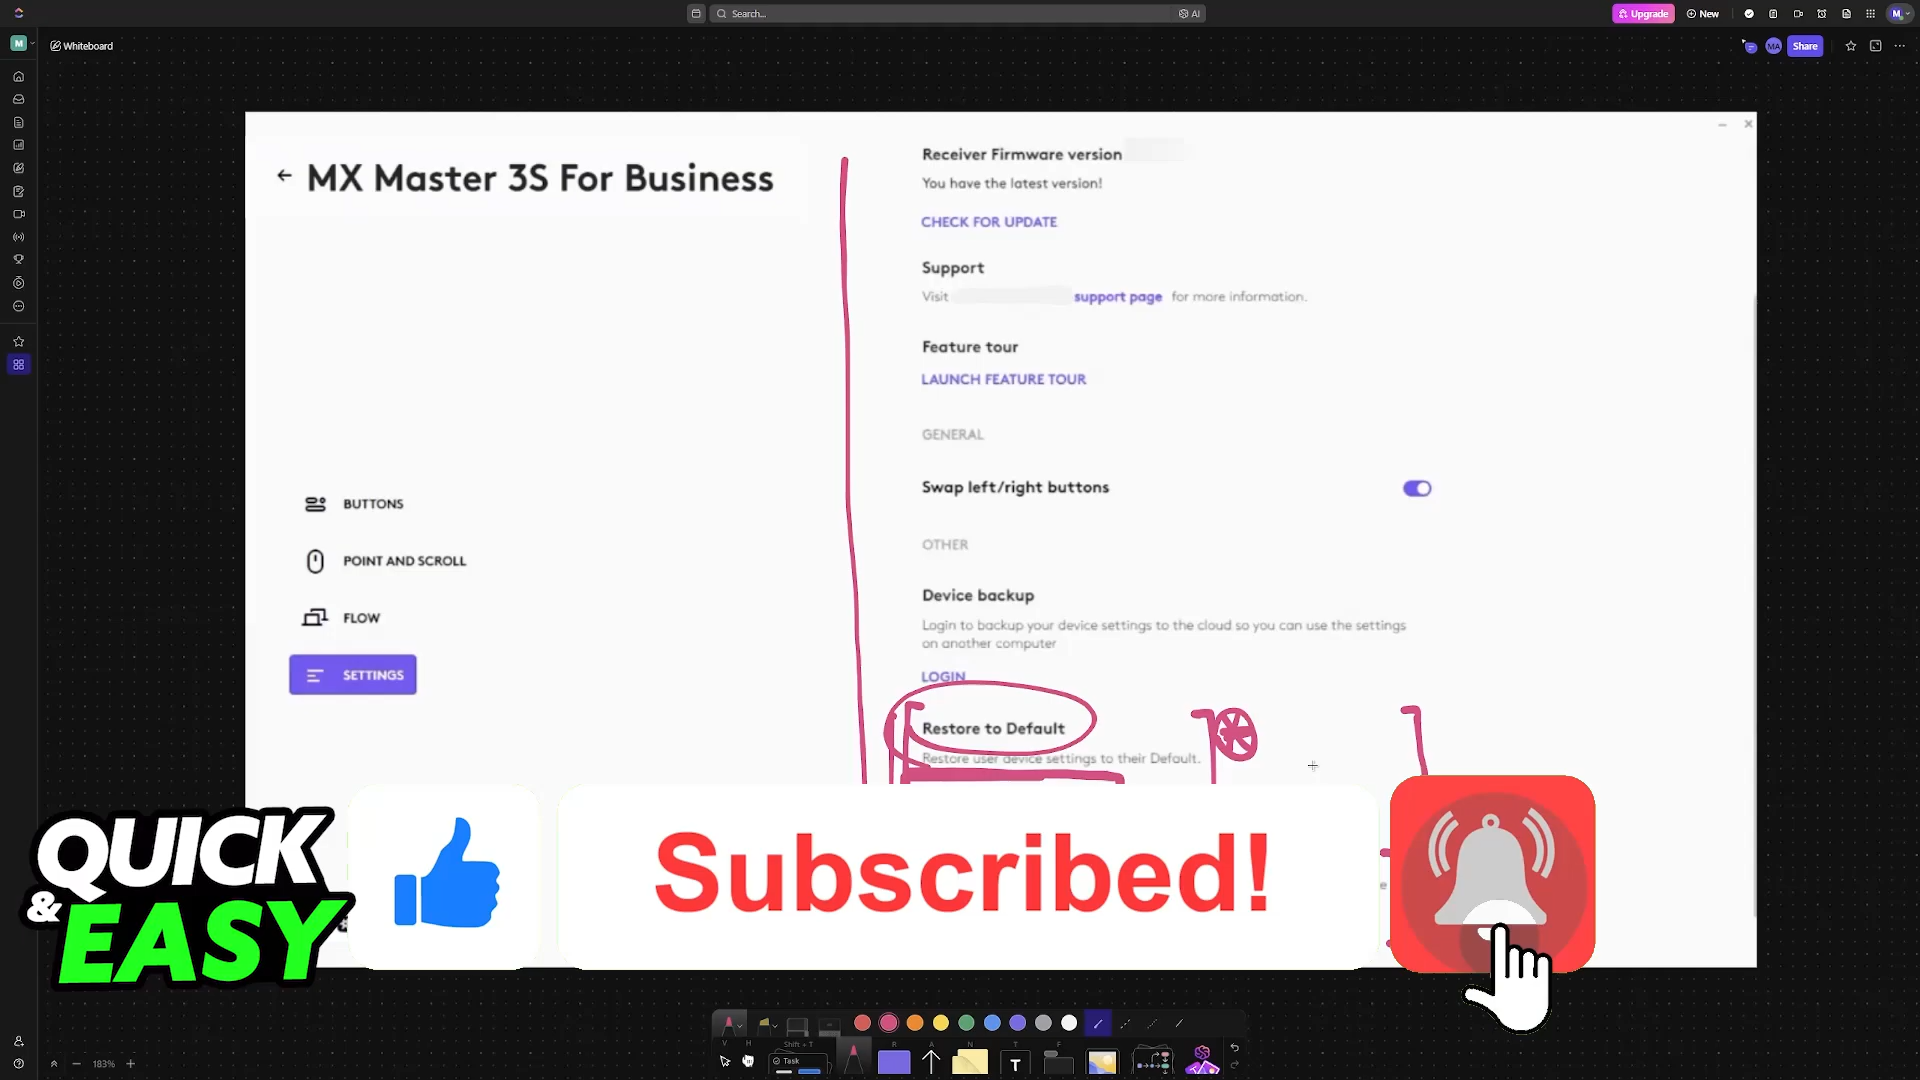 Search...
AI
Upgrade
New
M
M
Whiteboard
MA
Share
MX Master 3S For Business
Receiver Firmware version
You have the latest version!
CHECK FOR UPDATE
Support
Visit support page for more information.
Feature tour
LAUNCH FEATURE TOUR
GENERAL
Swap left/right buttons
BUTTONS
OTHER
POINT AND SCROLL
Device backup
FLOW
Login to backup your device settings to the cloud so you can use the settings
on another computer
SETTINGS
LOGIN
Restore to Default
Restore user device settings to their Default.
QUICK
& EASY
Subscribed!
e
V
H
Shift + T
R
A
N
T
F
Task
T
183%